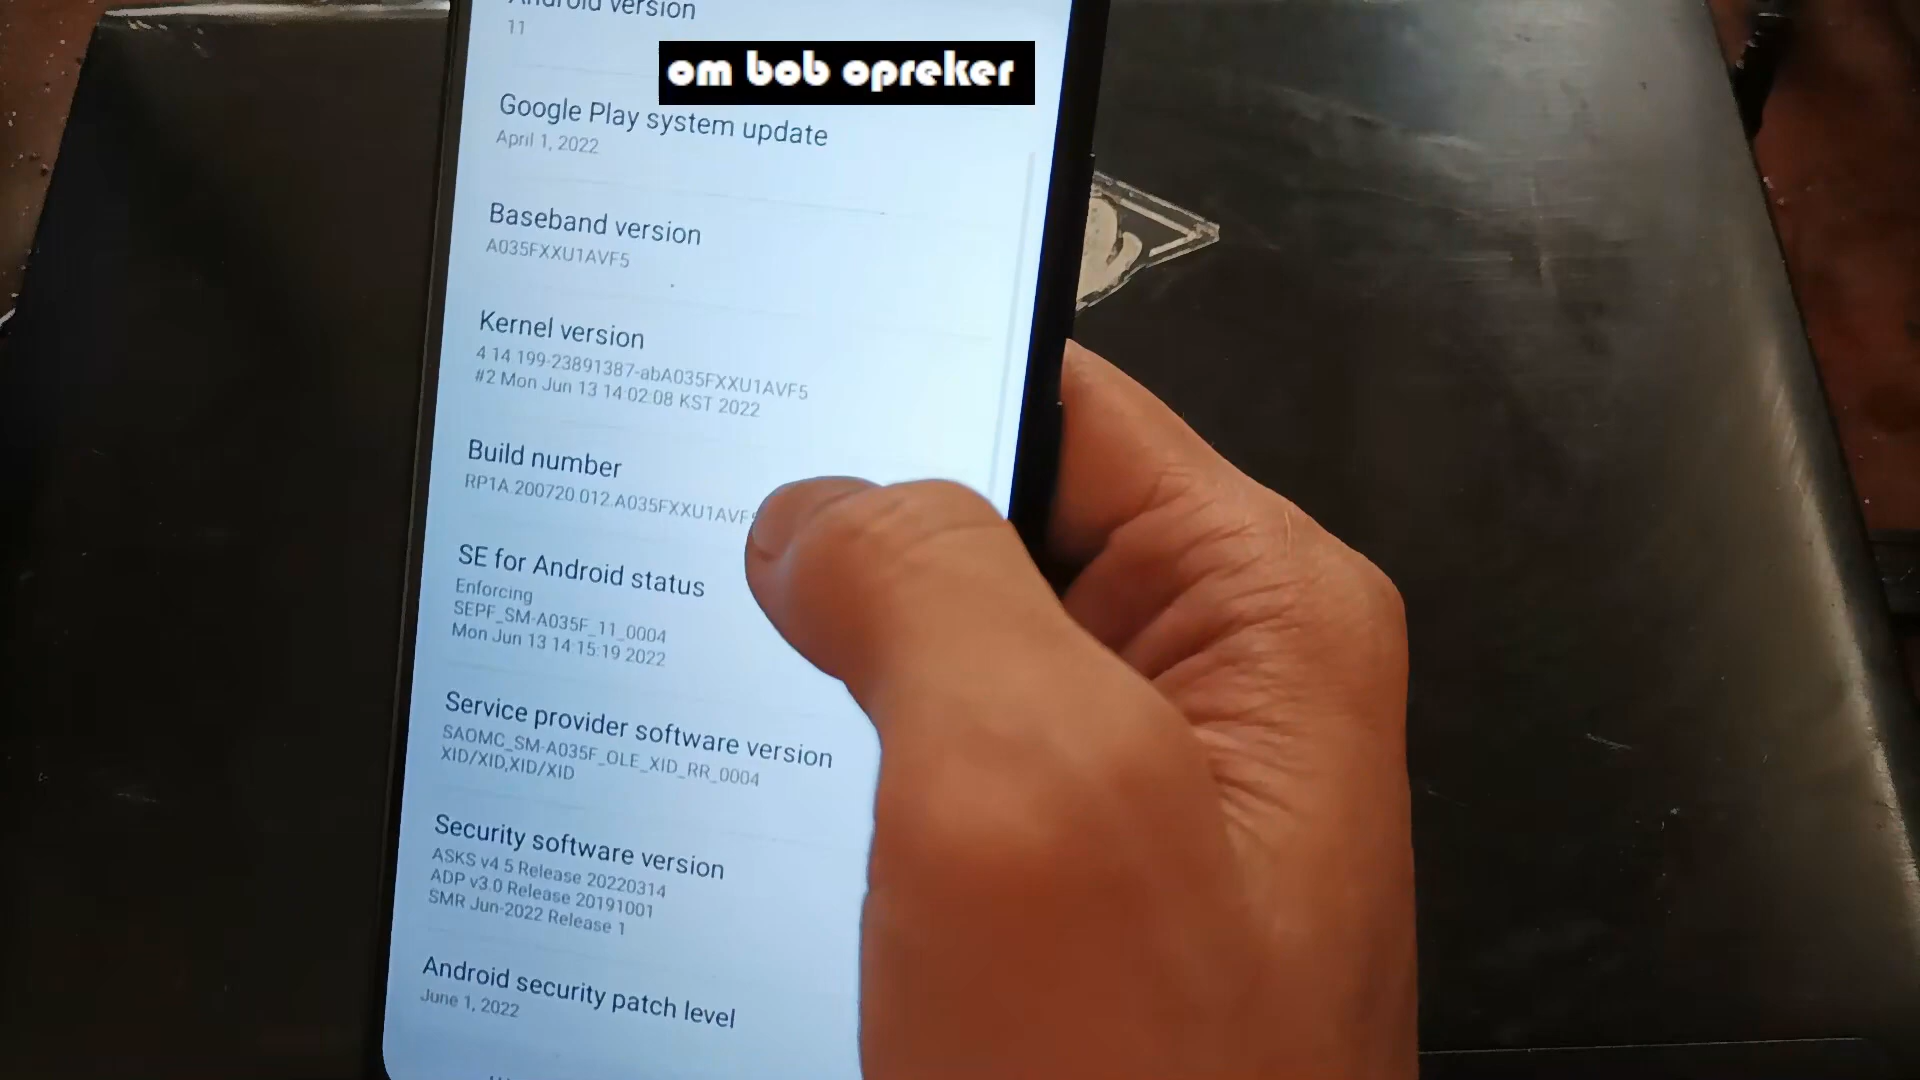 Android version
11
om bob opreker
Google Play system update
April 1, 2022
Baseband version
A035FXXU1AVF5
Kernel version
4.14.199-23891387-abA035FXXU1AVF5
#2 Mon Jun 13 14:02:08 KST 2022
Build number
RP1A.200720.012.A035FXXU1AVF5
SE for Android status
Enforcing
SEPF_SM-A035F_11_0004
Mon Jun 13 14:15:19 2022
Service provider software version
SAOMC_SM-A035F_OLE_XID_RR_0004
XID/XID,XID/XID
Security software version
ASKS v4.5 Release 20220314
ADP v3.0 Release 20191001
SMR Jun-2022 Release 1
Android security patch level
June 1, 2022